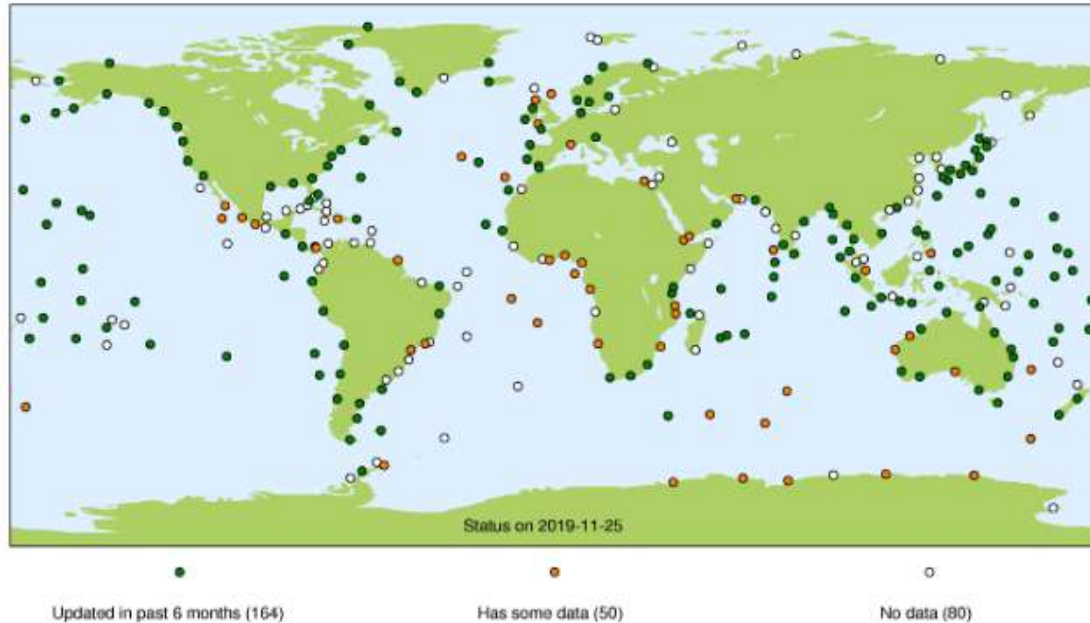 Status on 2019-11-25
Updated in past 6 months (164)
Has some data (50)
No data (80)